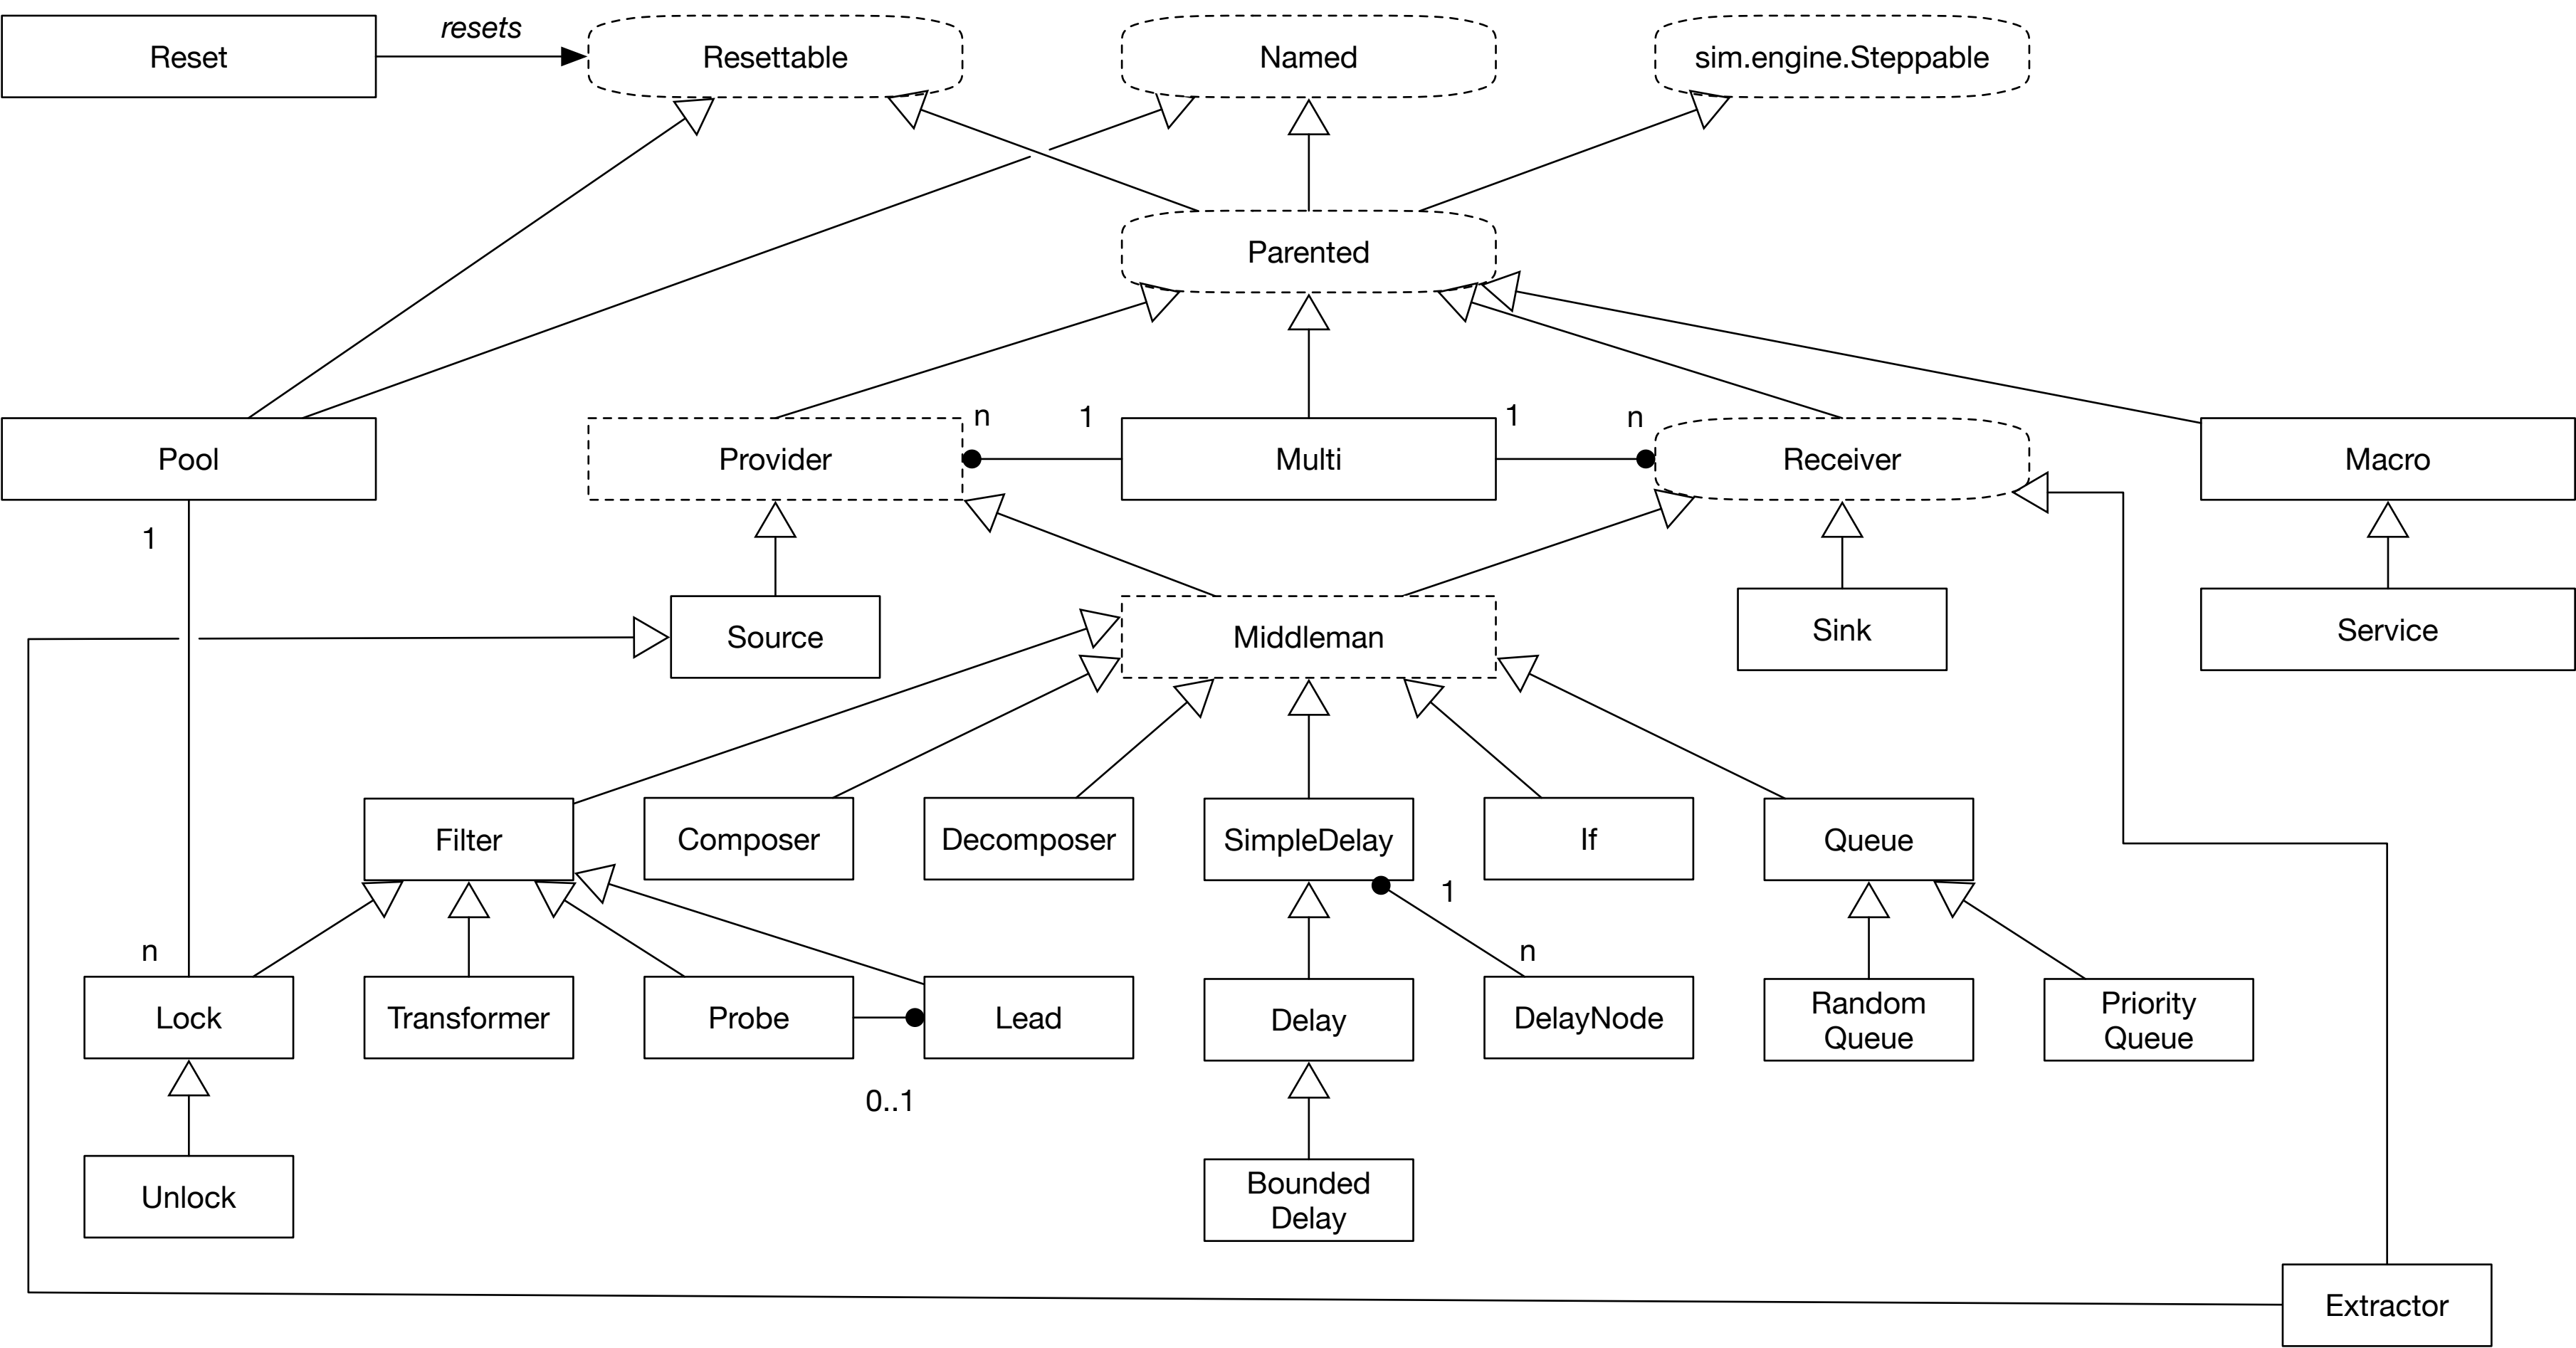 resets
Reset
Resettable
Named
sim.engine.Steppable
Parented
n
1
1
n
Pool
Provider
Multi
Receiver
Macro
1
Source
Middleman
Sink
Service
Filter
Composer
Decomposer
SimpleDelay
If
Queue
1
n
n
Lock
Transformer
Probe
Lead
Delay
DelayNode
Random
Queue
Priority
Queue
0..1
Unlock
Bounded
Delay
Extractor